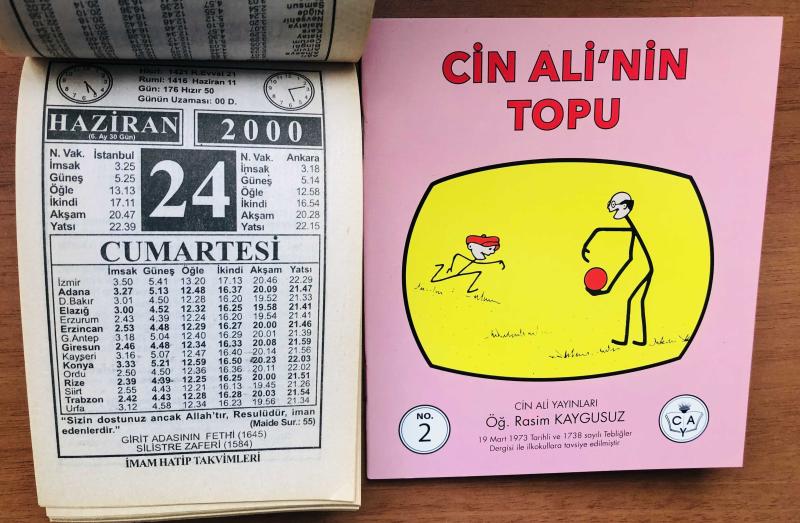 Niğde
Nevşehir
Malatya
Hicri: 1421 R.Evvel 21
Rumi: 1416 Haziran 11
Gün: 176 Hızır 50
Günün Uzaması: 00 D.
HAZİRAN
(6. Ay 30 Gün)
2000
N. Vak. İstanbul
İmsak 3.25
Güneş 5.25
Öğle 13.13
İkindi 17.11
Akşam 20.47
Yatsı 22.39
24
N. Vak. Ankara
İmsak 3.18
Güneş 5.14
Öğle 12.58
İkindi 16.54
Akşam 20.28
Yatsı 22.15
CUMARTESİ
İmsak Güneş Öğle İkindi Akşam Yatsı
İzmir 3.50 5.41 13.20 17.13 20.46 22.29
Adana 3.27 5.13 12.48 16.37 20.09 21.47
D.Bakır 3.01 4.50 12.28 16.20 19.52 21.33
Elazığ 3.00 4.52 12.32 16.25 19.58 21.41
Erzurum 2.43 4.39 12.24 16.20 19.54 21.41
Erzincan 2.53 4.48 12.29 16.27 20.00 21.46
G.Antep 3.18 5.04 12.40 16.29 20.01 21.39
Giresun 2.46 4.48 12.34 16.33 20.08 21.59
Kayseri 3.16 5.07 12.47 16.40 20.14 21.56
Konya 3.33 5.21 12.59 16.50 20.23 22.03
Ordu 2.50 4.50 12.36 16.36 20.11 22.02
Rize 2.39 4.39 12.25 16.25 20.00 21.51
Siirt 2.55 4.43 12.21 16.13 19.45 21.26
Trabzon 2.42 4.43 12.28 16.28 20.03 21.54
Urfa 3.12 4.58 12.34 16.23 19.56 21.34
“Sizin dostunuz ancak Allah’tır, Resulüdür, iman
edenlerdir.” (Maide Sur.: 55)
GİRİT ADASININ FETHİ (1645)
SİLİSTRE ZAFERİ (1584)
İMAM HATİP TAKVİMLERİ
CİN ALİ’NİN
TOPU
NO.
2
CİN ALİ YAYINLARI
Öğ. Rasim KAYGUSUZ
19 Mart 1973 Tarihli ve 1738 sayılı Tebliğler
Dergisi ile ilkokullara tavsiye edilmiştir
C A
Y